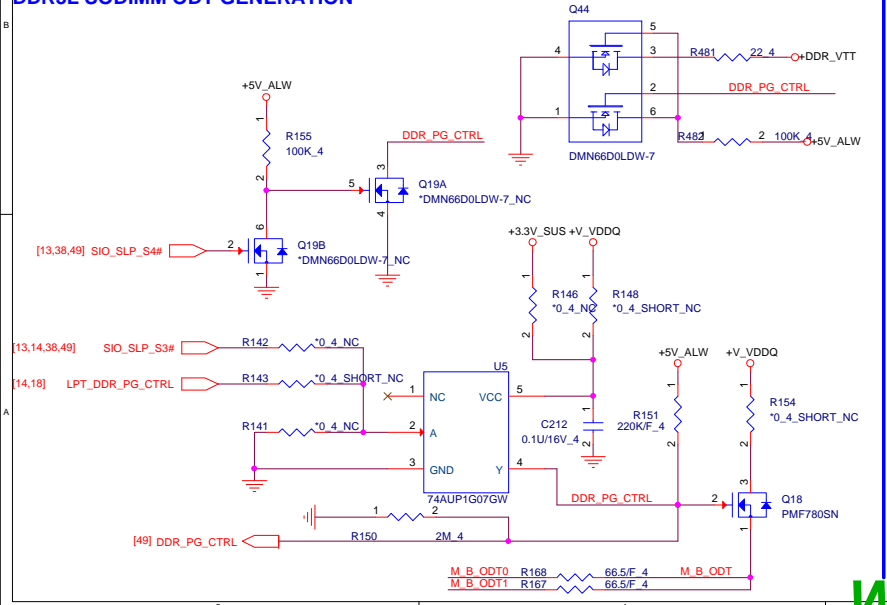 DDR3L SODIMM ODT GENERATION
B
Q44
5
4
3
R481
22_4
+DDR_VTT
2
DDR_PG_CTRL
1
6
R482
1
2
100K_4
+5V_ALW
DMN66D0LDW-7
+5V_ALW
1
R155
100K_4
2
DDR_PG_CTRL
3
5
Q19A
*DMN66D0LDW-7_NC
4
6
[13,38,49] SIO_SLP_S4#
2
Q19B
*DMN66D0LDW-7_NC
1
+3.3V_SUS
+V_VDDQ
1
1
R146
*0_4_NC
R148
*0_4_SHORT_NC
2
2
[13,14,38,49] SIO_SLP_S3#
R142
*0_4_NC
[14,18] LPT_DDR_PG_CTRL
R143
*0_4_SHORT_NC
A
R141
*0_4_NC
U5
1
NC
VCC
5
2
A
3
GND
Y
4
74AUP1G07GW
1
C212
0.1U/16V_4
2
+5V_ALW
+V_VDDQ
1
1
R151
220K/F_4
R154
*0_4_SHORT_NC
2
2
DDR_PG_CTRL
3
2
Q18
PMF780SN
1
1
2
R150
2M_4
[49] DDR_PG_CTRL
M_B_ODT0
R168
66.5/F_4
M_B_ODT
M_B_ODT1
R167
66.5/F_4